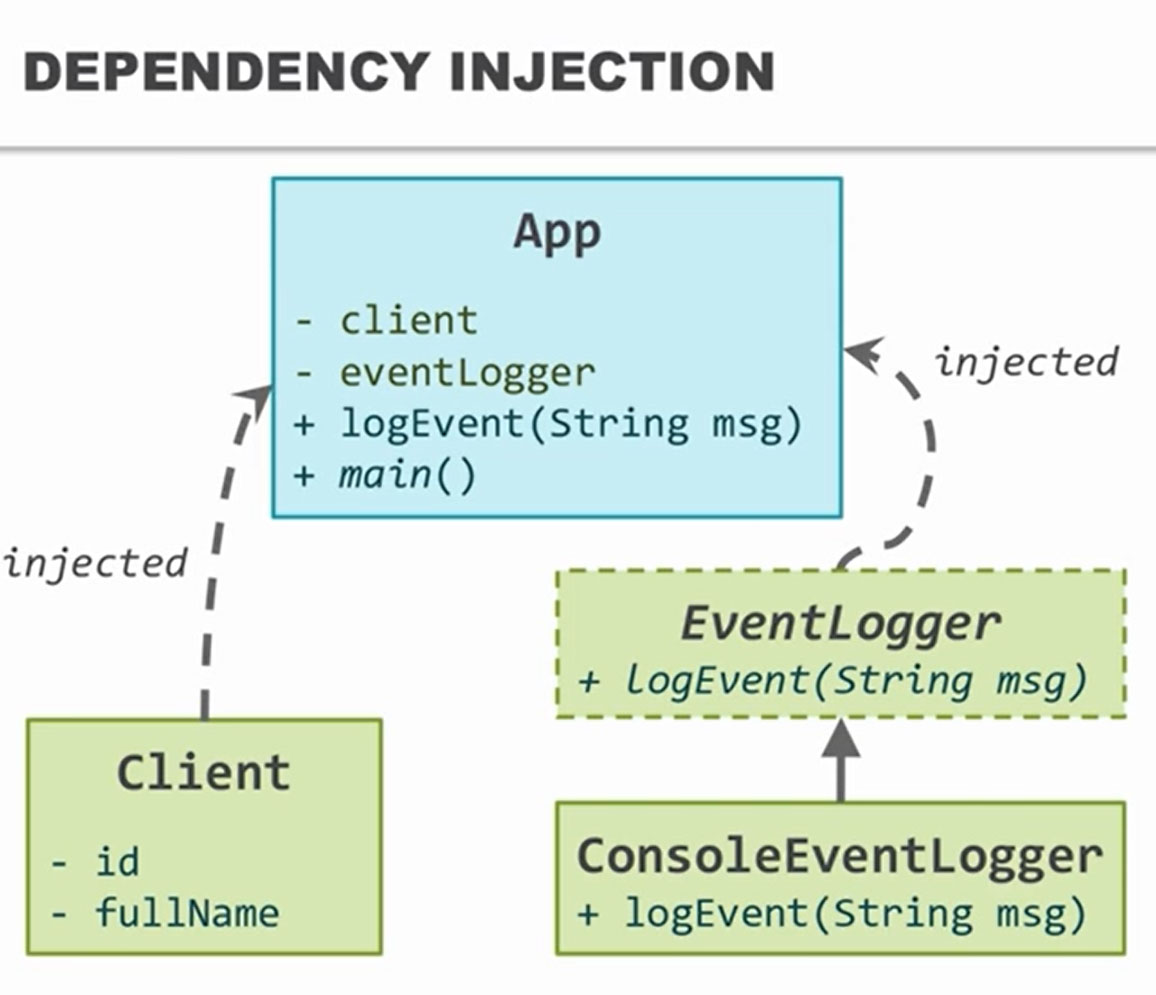 DEPENDENCY INJECTION
App
- client
- eventLogger
+ logEvent(String msg)
+ main()
injected
injected
EventLogger
+ logEvent(String msg)
Client
- id
- fullName
ConsoleEventLogger
+ logEvent(String msg)